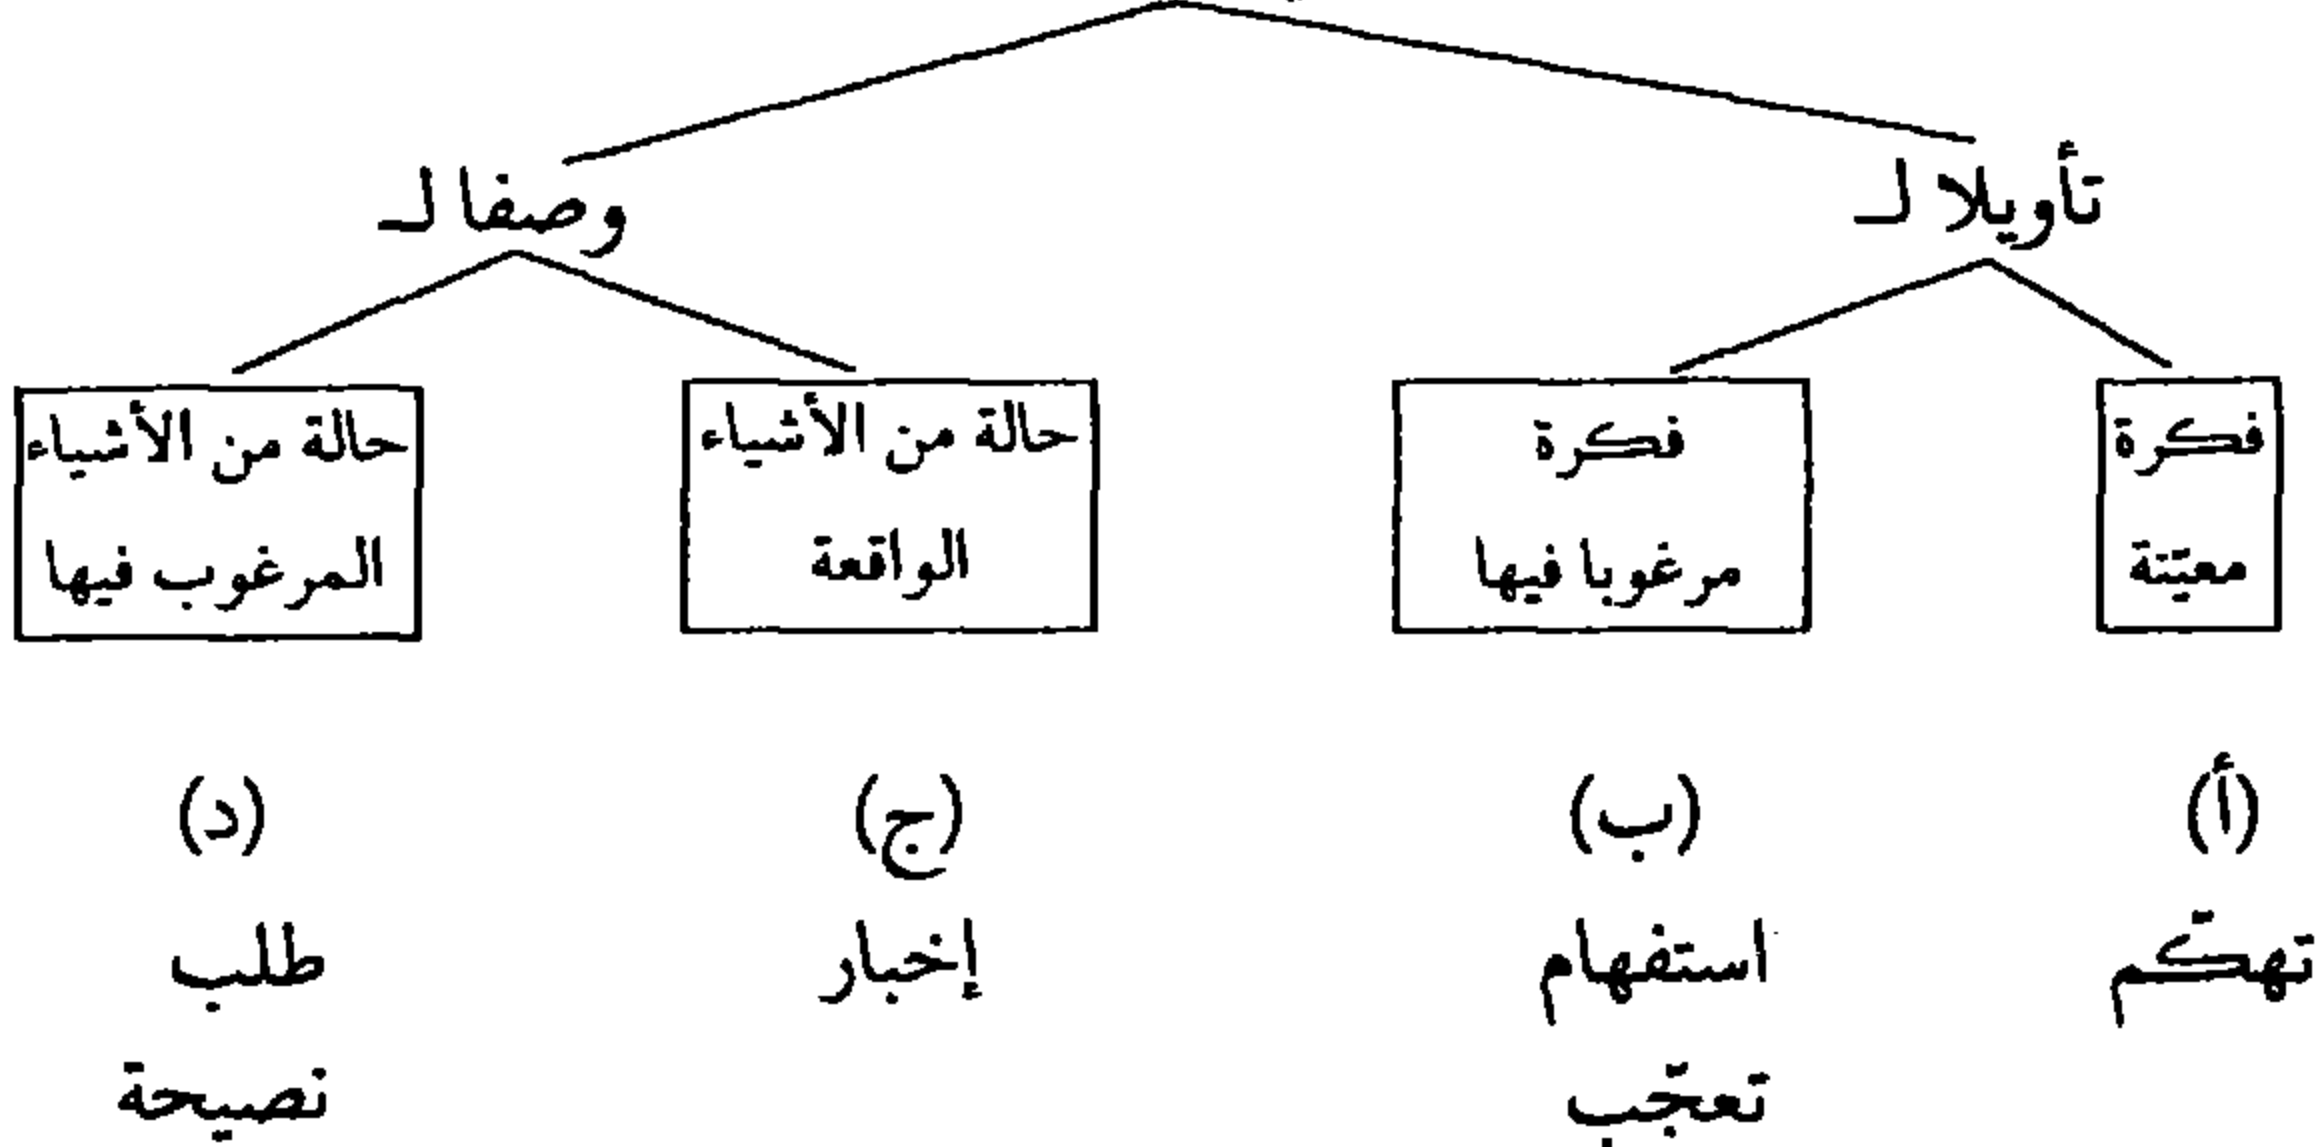 تأويلا لـ
وصفا لـ
فكرة
معيّنة
فكرة
مرغوبا فيها
حالة من الأشياء
الواقعة
حالة من الأشياء
المرغوب فيها
(أ)
(ب)
(ج)
(د)
تهكّم
استفهام
إخبار
طلب
تعجّب
نصيحة